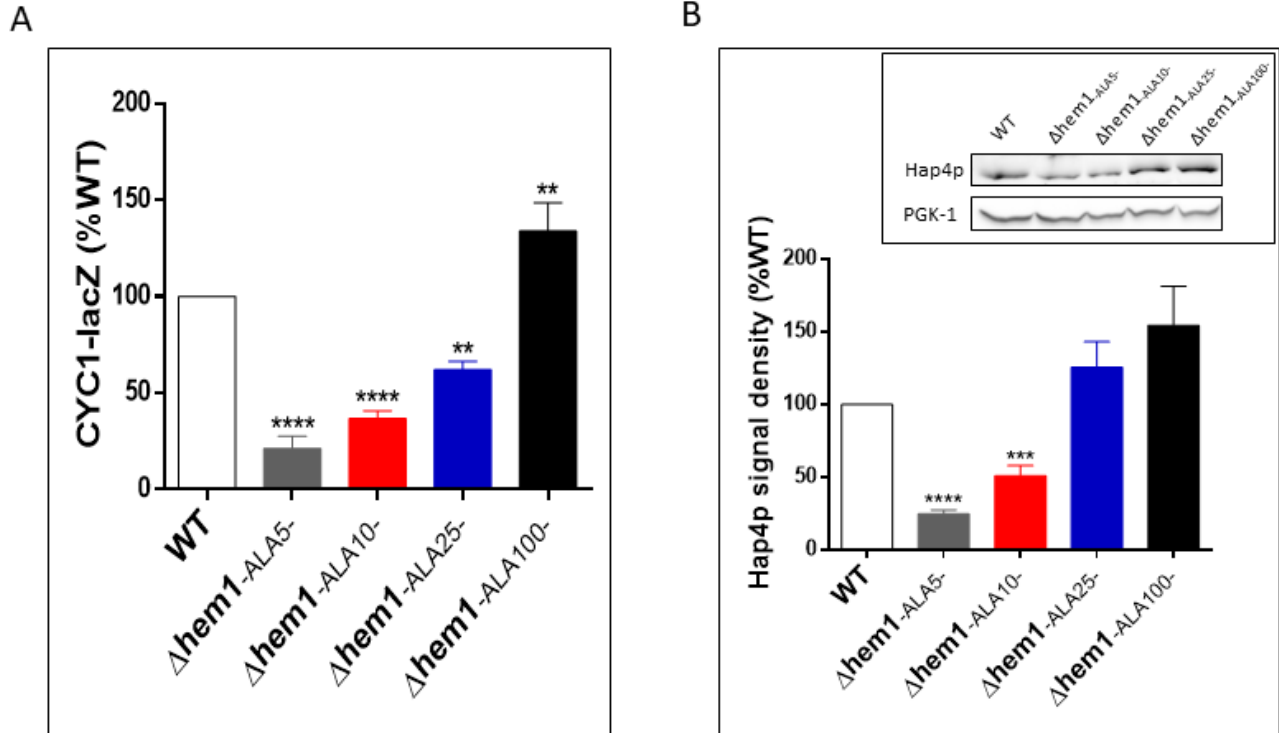 A
CYC1-lacZ (%WT)
200
150
100
50
0
****
****
**
**
WT
Δhem1-ALA5-
Δhem1-ALA10-
Δhem1-ALA25-
Δhem1-ALA100-
B
WT
Δhem1-ALA5-
Δhem1-ALA10-
Δhem1-ALA25-
Δhem1-ALA100-
Hap4p
PGK-1
Hap4p signal density (%WT)
200
150
100
50
0
****
***
WT
Δhem1-ALA5-
Δhem1-ALA10-
Δhem1-ALA25-
Δhem1-ALA100-